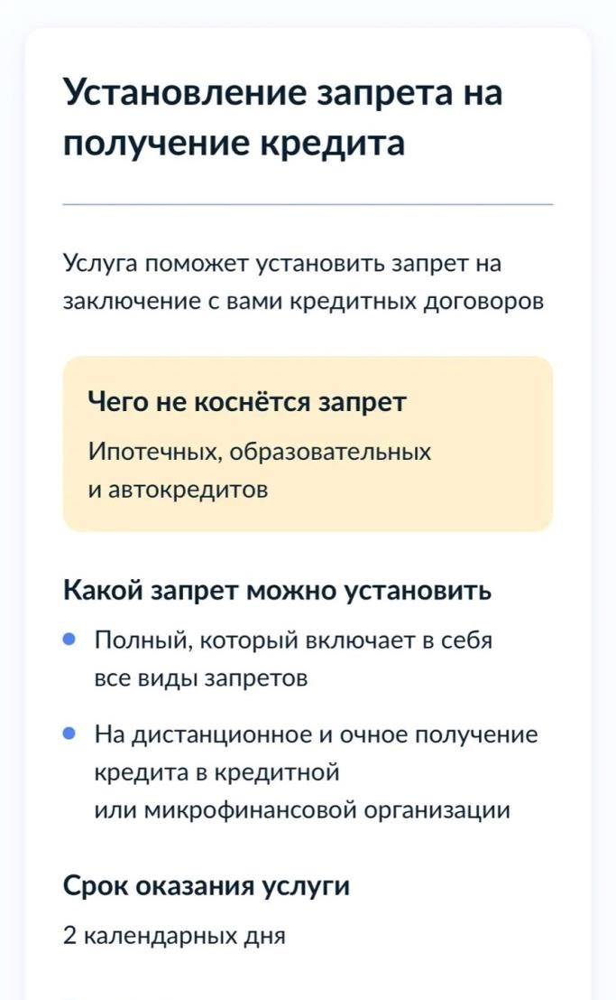 Установление запрета на
получение кредита
Услуга поможет установить запрет на
заключение с вами кредитных договоров
Чего не коснётся запрет
Ипотечных, образовательных
и автокредитов
Какой запрет можно установить
Полный, который включает в себя
все виды запретов
На дистанционное и очное получение
кредита в кредитной
или микрофинансовой организации
Срок оказания услуги
2 календарных дня